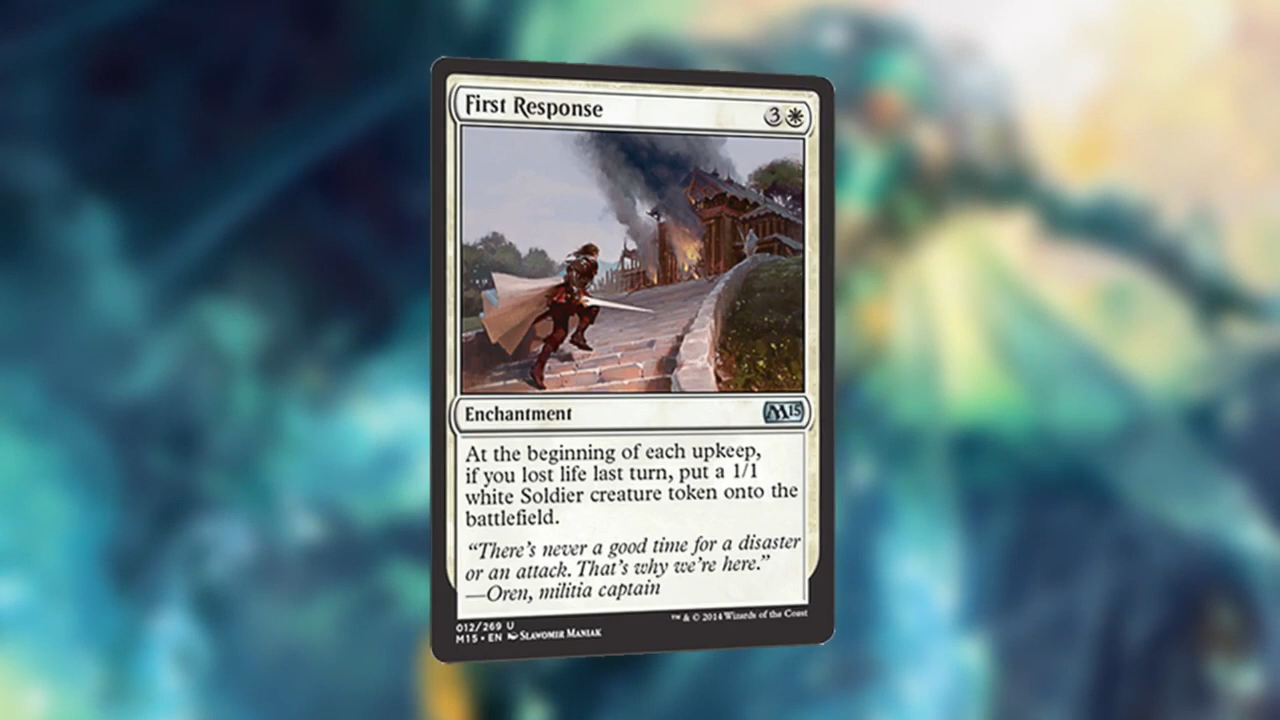 First Response 3
Enchantment M15
At the beginning of each upkeep,
if you lost life last turn, put a 1/1
white Soldier creature token onto the
battlefield.
“There’s never a good time for a disaster
or an attack. That’s why we’re here.”
—Oren, militia captain
012/269 U
M15 • EN SLAWOMIR MANIAK
™ & © 2014 Wizards of the Coast